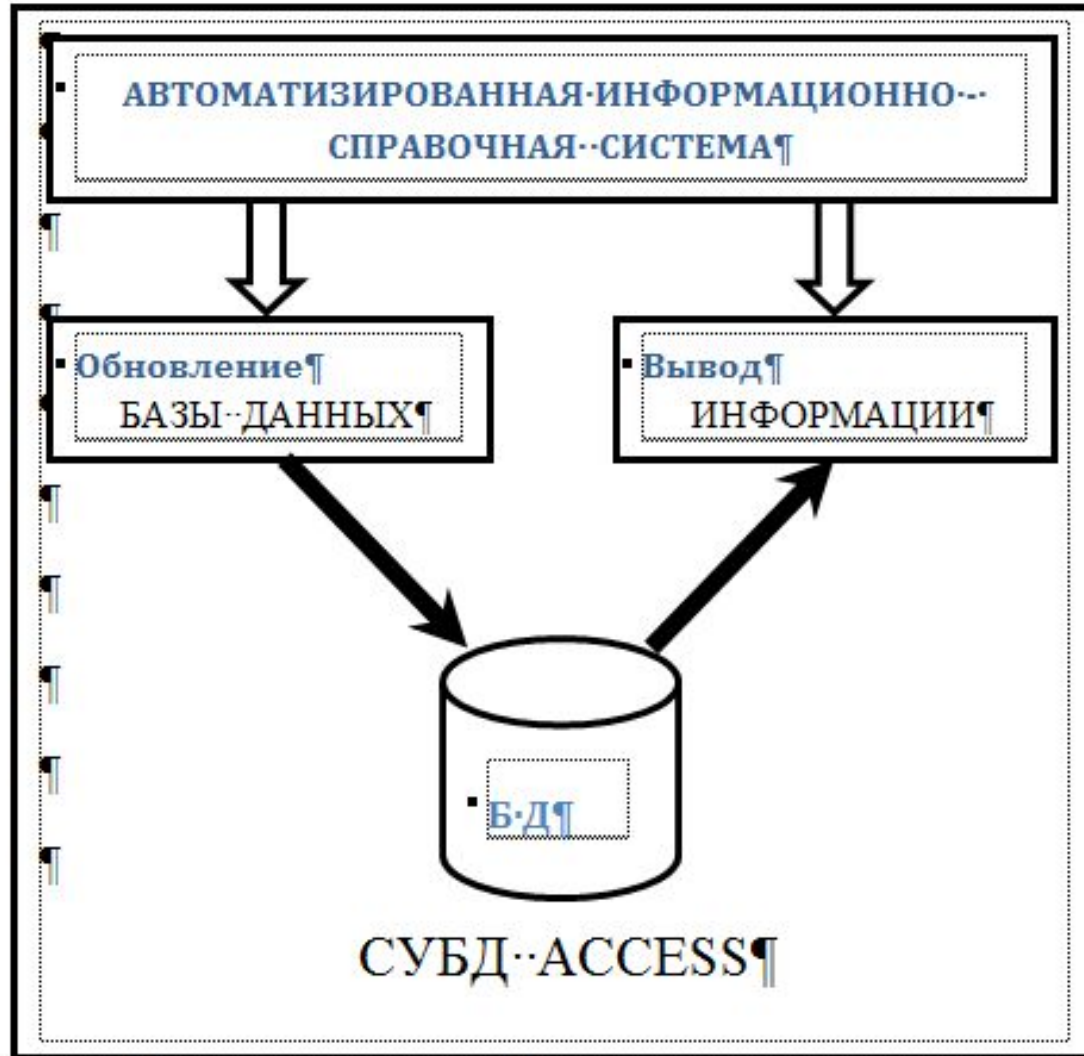 АВТОМАТИЗИРОВАННАЯ·ИНФОРМАЦИОННО·-·
СПРАВОЧНАЯ··СИСТЕМА¶
Обновление¶
БАЗЫ··ДАННЫХ¶
Вывод¶
ИНФОРМАЦИИ¶
Б·Д¶
СУБД··ACCESS¶